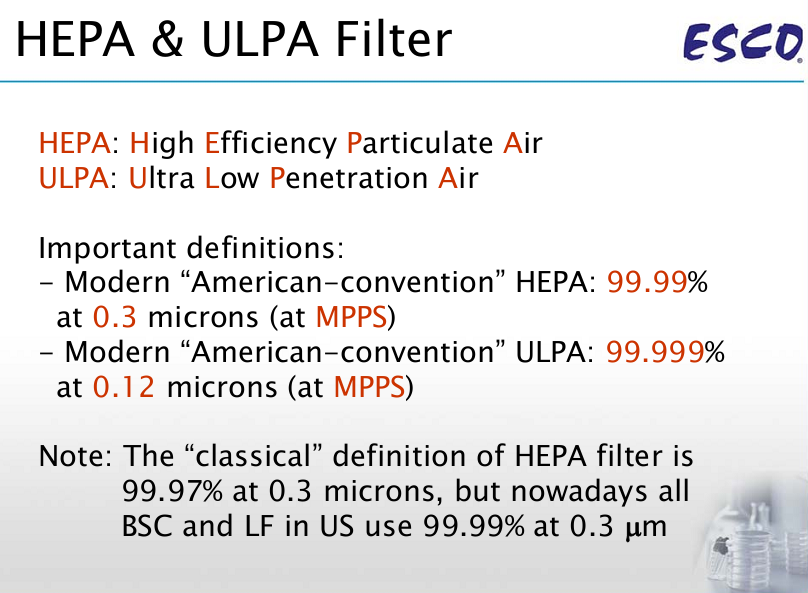 HEPA & ULPA Filter
ESCO®
HEPA: High Efficiency Particulate Air
ULPA: Ultra Low Penetration Air
Important definitions:
- Modern “American-convention” HEPA: 99.99%
at 0.3 microns (at MPPS)
- Modern “American-convention” ULPA: 99.999%
at 0.12 microns (at MPPS)
Note: The “classical” definition of HEPA filter is
99.97% at 0.3 microns, but nowadays all
BSC and LF in US use 99.99% at 0.3 μm